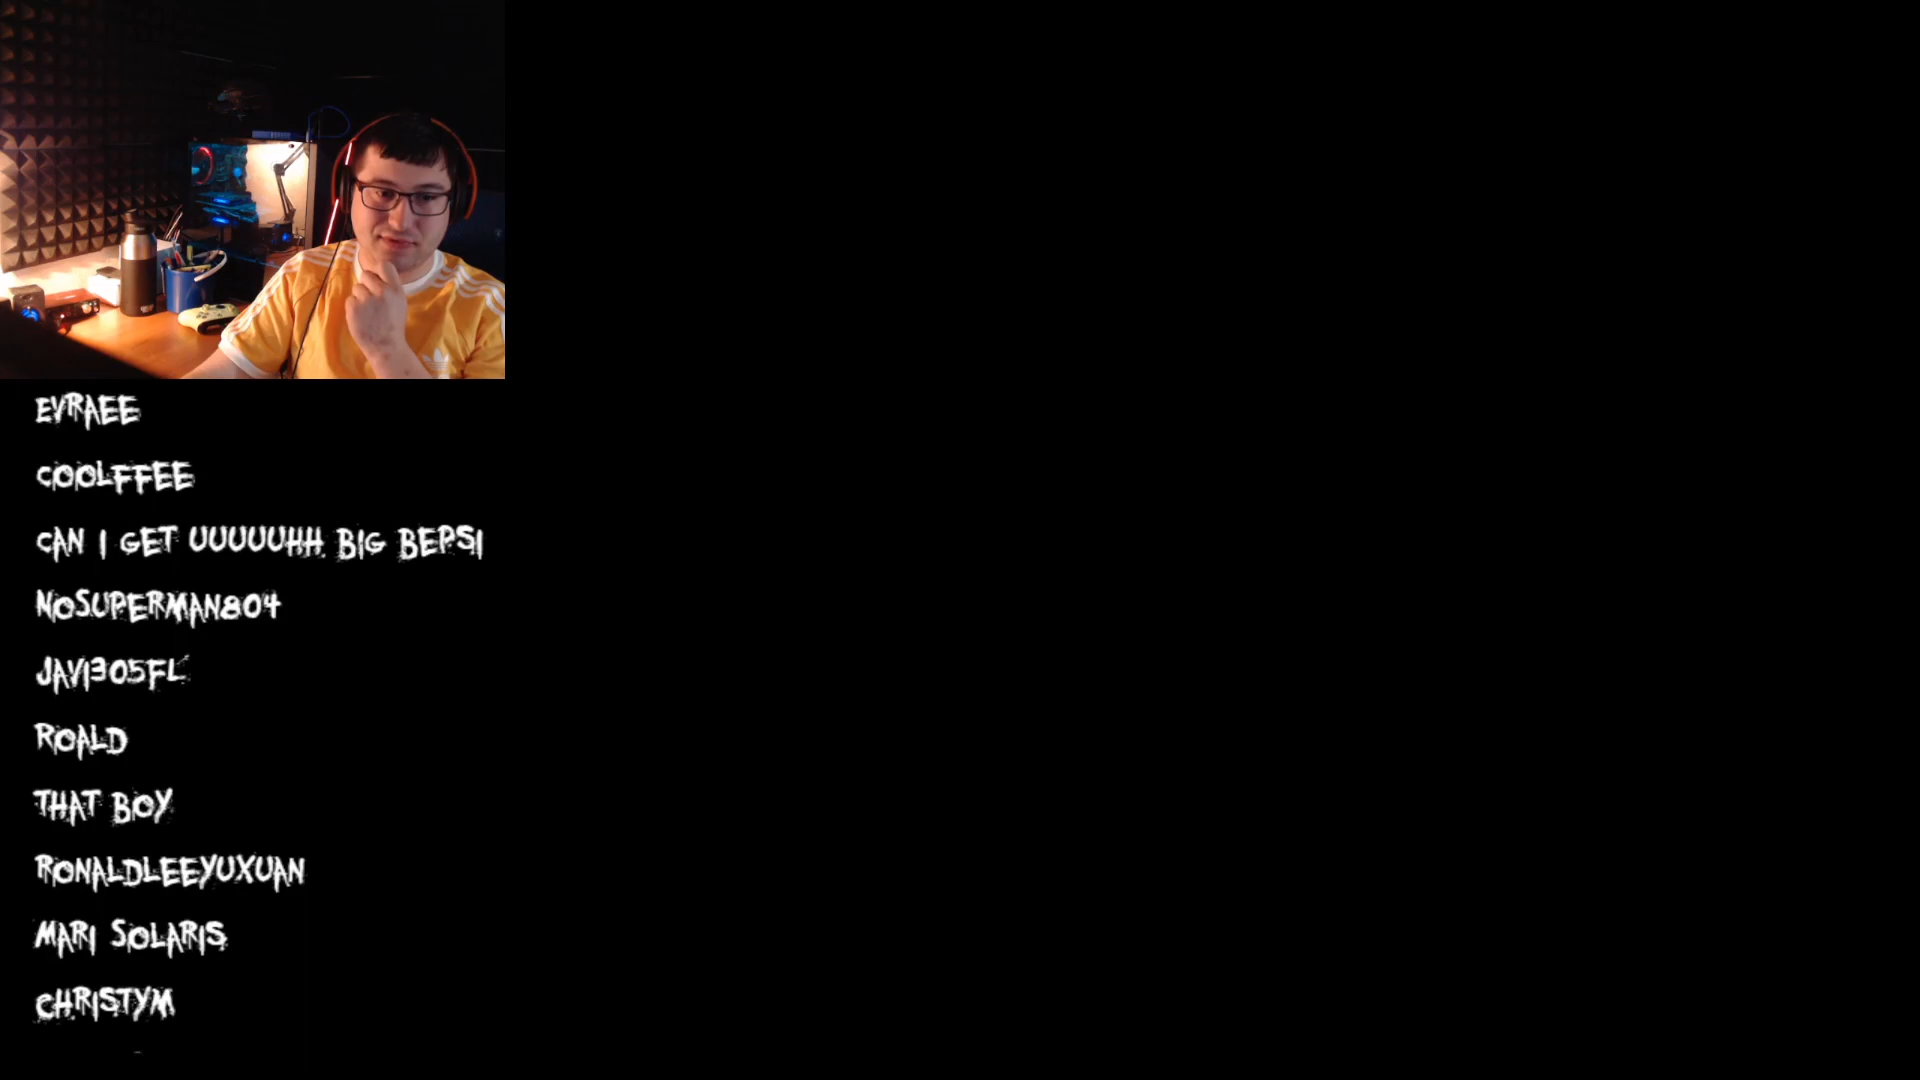 EVRAEE
COOLFFEE
CAN I GET UUUUUHH BIG BEPSI
NOSUPERMAN804
JAVI305FL
ROALD
THAT BOY
RONALDLEEYUXUAN
MARI SOLARIS
CHRISTYM